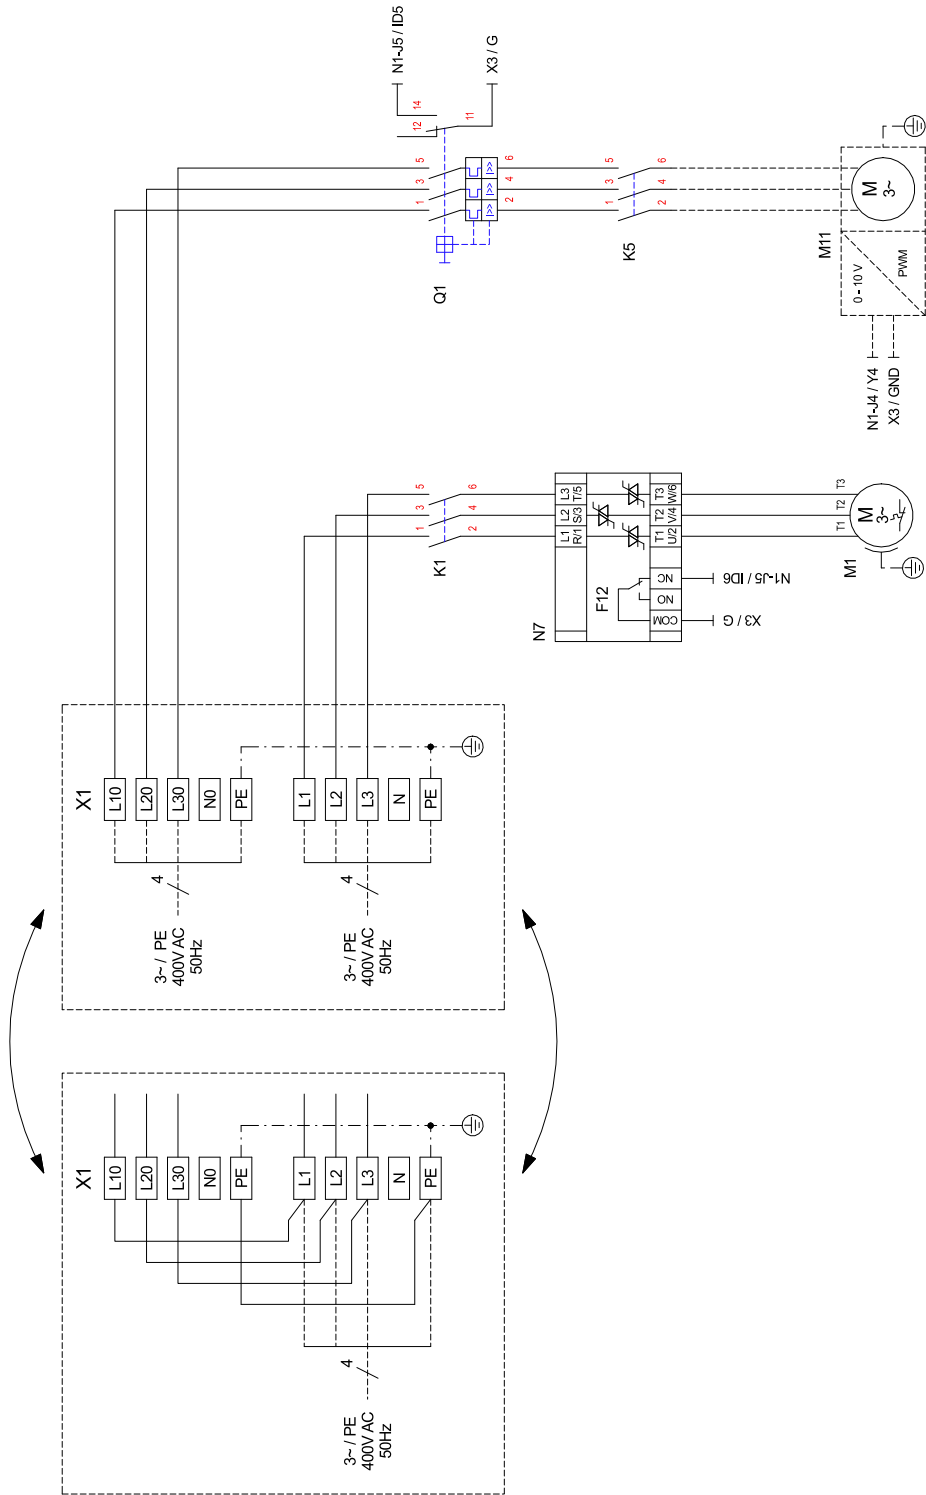 X1
L10
L20
L30
N0
PE
L1
L2
L3
N
PE
4
3~ / PE
400V AC
50Hz
X1
L10
L20
L30
N0
PE
L1
L2
L3
N
PE
4
3~ / PE
400V AC
50Hz
4
3~ / PE
400V AC
50Hz
Q1
1
3
5
2
4
6
I>>
I>>
I>>
12
14
11
N1-J5 / ID5
X3 / G
K5
1
3
5
2
4
6
M11
0 - 10 V
PWM
M
3~
N1-J4 / Y4
X3 / GND
K1
1
3
5
2
4
6
N7
L1
R/1
L2
S/3
L3
T/5
F12
COM
NO
NC
T1
U/2
T2
V/4
T3
W/6
X3 / G
N1-J5 / ID6
T1
T2
T3
M1
M
3~